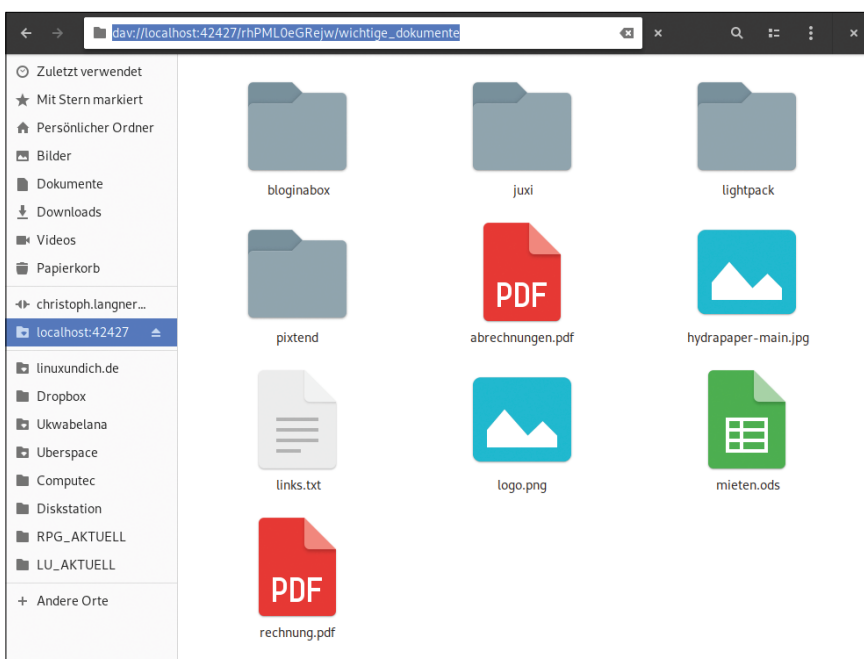 dav://localhost:42427/rhPML0eGRejw/wichtige_dokumente
Zuletzt verwendet
Mit Stern markiert
Persönlicher Ordner
Bilder
Dokumente
Downloads
Videos
Papierkorb
christoph.langner...
localhost:42427
linuxundich.de
Dropbox
Ukwabelana
Uberspace
Computec
Diskstation
RPG_AKTUELL
LU_AKTUELL
+ Andere Orte
bloginabox
juxi
lightpack
PDF
pixtend
abrechnungen.pdf
hydrapaper-main.jpg
links.txt
logo.png
mieten.ods
PDF
rechnung.pdf